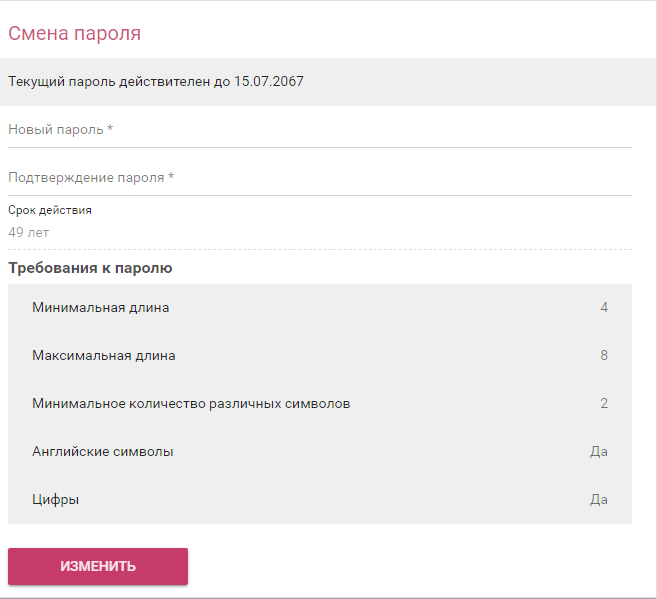 Смена пароля
Текущий пароль действителен до 15.07.2067
Новый пароль *
Подтверждение пароля *
Срок действия
49 лет
Требования к паролю
Минимальная длина 4
Максимальная длина 8
Минимальное количество различных символов 2
Английские символы Да
Цифры Да
ИЗМЕНИТЬ